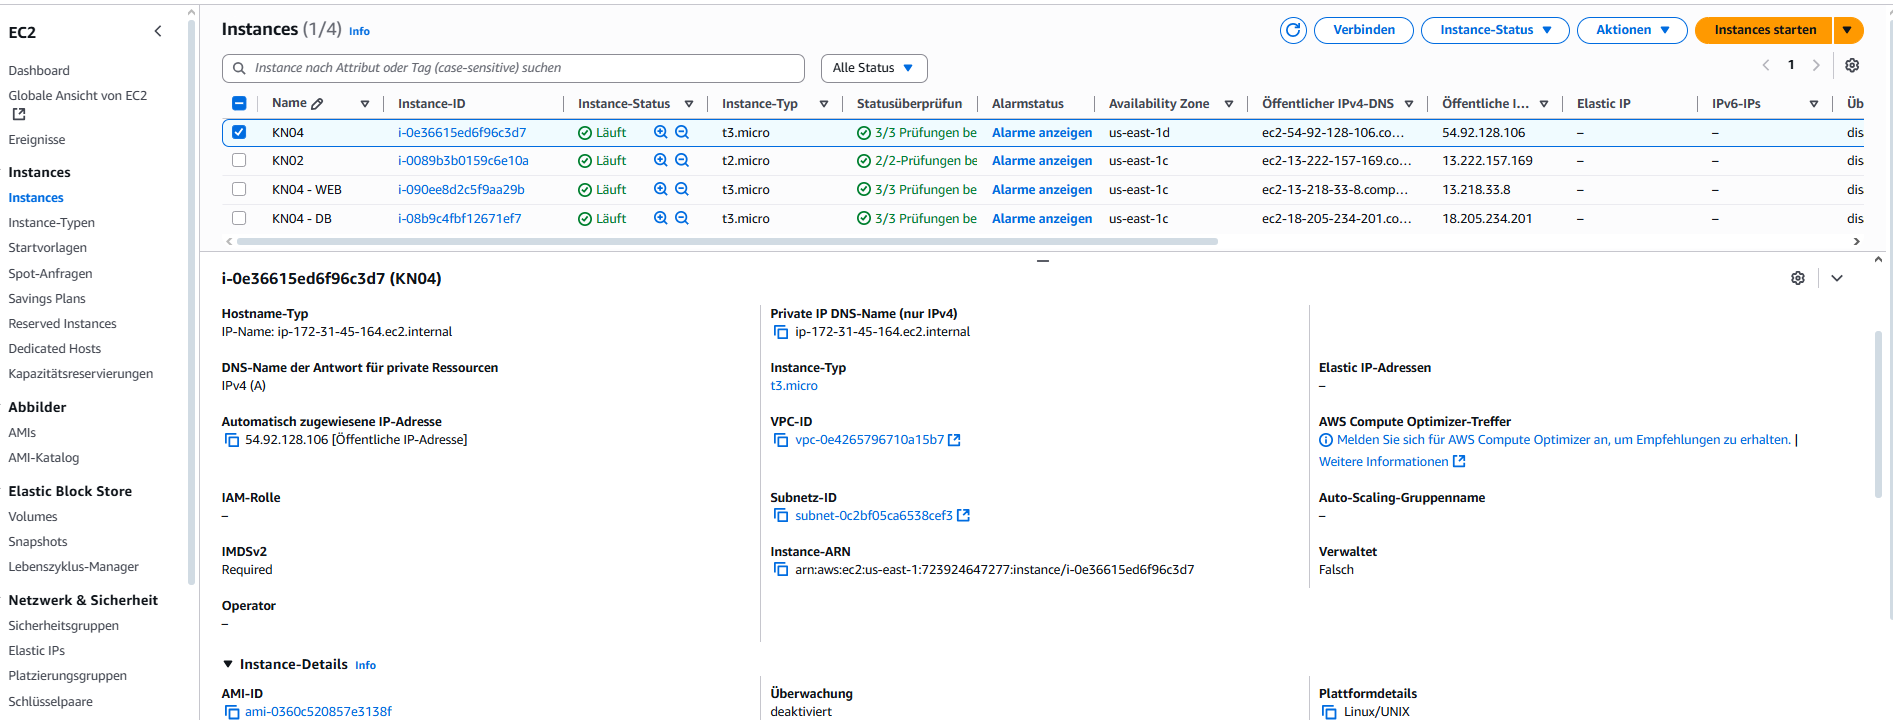 EC2
Dashboard
Globale Ansicht von EC2
Ereignisse
Instances
Instances
Instance-Typen
Startvorlagen
Spot-Anfragen
Savings Plans
Reserved Instances
Dedicated Hosts
Kapazitätsreservierungen
Abbilder
AMIs
AMI-Katalog
Elastic Block Store
Volumes
Snapshots
Lebenszyklus-Manager
Netzwerk & Sicherheit
Sicherheitsgruppen
Elastic IPs
Platzierungsgruppen
Schlüsselpaare
Instances (1/4) Info
Verbinden Instance-Status Aktionen Instances starten
Instance nach Attribut oder Tag (case-sensitive) suchen Alle Status 1
Name Instance-ID Instance-Status Instance-Typ Statusüberprüfun Alarmstatus Availability Zone Öffentlicher IPv4-DNS Öffentliche I... Elastic IP IPv6-IPs Üb
KN04 i-0e36615ed6f96c3d7 Läuft t3.micro 3/3 Prüfungen be Alarme anzeigen us-east-1d ec2-54-92-128-106.co... 54.92.128.106 – – dis
KN02 i-0089b3b0159c6e10a Läuft t2.micro 2/2-Prüfungen be Alarme anzeigen us-east-1c ec2-13-222-157-169.co... 13.222.157.169 – – dis
KN04 - WEB i-090ee8d2c5f9aa29b Läuft t3.micro 3/3 Prüfungen be Alarme anzeigen us-east-1c ec2-13-218-33-8.comp... 13.218.33.8 – – dis
KN04 - DB i-08b9c4fbf12671ef7 Läuft t3.micro 3/3 Prüfungen be Alarme anzeigen us-east-1c ec2-18-205-234-201.co... 18.205.234.201 – – dis
i-0e36615ed6f96c3d7 (KN04)
Hostname-Typ
IP-Name: ip-172-31-45-164.ec2.internal
Private IP DNS-Name (nur IPv4)
ip-172-31-45-164.ec2.internal
DNS-Name der Antwort für private Ressourcen
IPv4 (A)
Instance-Typ
t3.micro
Elastic IP-Adressen
–
Automatisch zugewiesene IP-Adresse
54.92.128.106 [Öffentliche IP-Adresse]
VPC-ID
vpc-0e4265796710a15b7
AWS Compute Optimizer-Treffer
Melden Sie sich für AWS Compute Optimizer an, um Empfehlungen zu erhalten. |
Weitere Informationen
IAM-Rolle
–
Subnetz-ID
subnet-0c2bf05ca6538cef3
Auto-Scaling-Gruppenname
–
IMDSv2
Required
Instance-ARN
arn:aws:ec2:us-east-1:723924647277:instance/i-0e36615ed6f96c3d7
Verwaltet
Falsch
Operator
–
Instance-Details Info
AMI-ID
ami-0360c520857e3138f
Überwachung
deaktiviert
Plattformdetails
Linux/UNIX